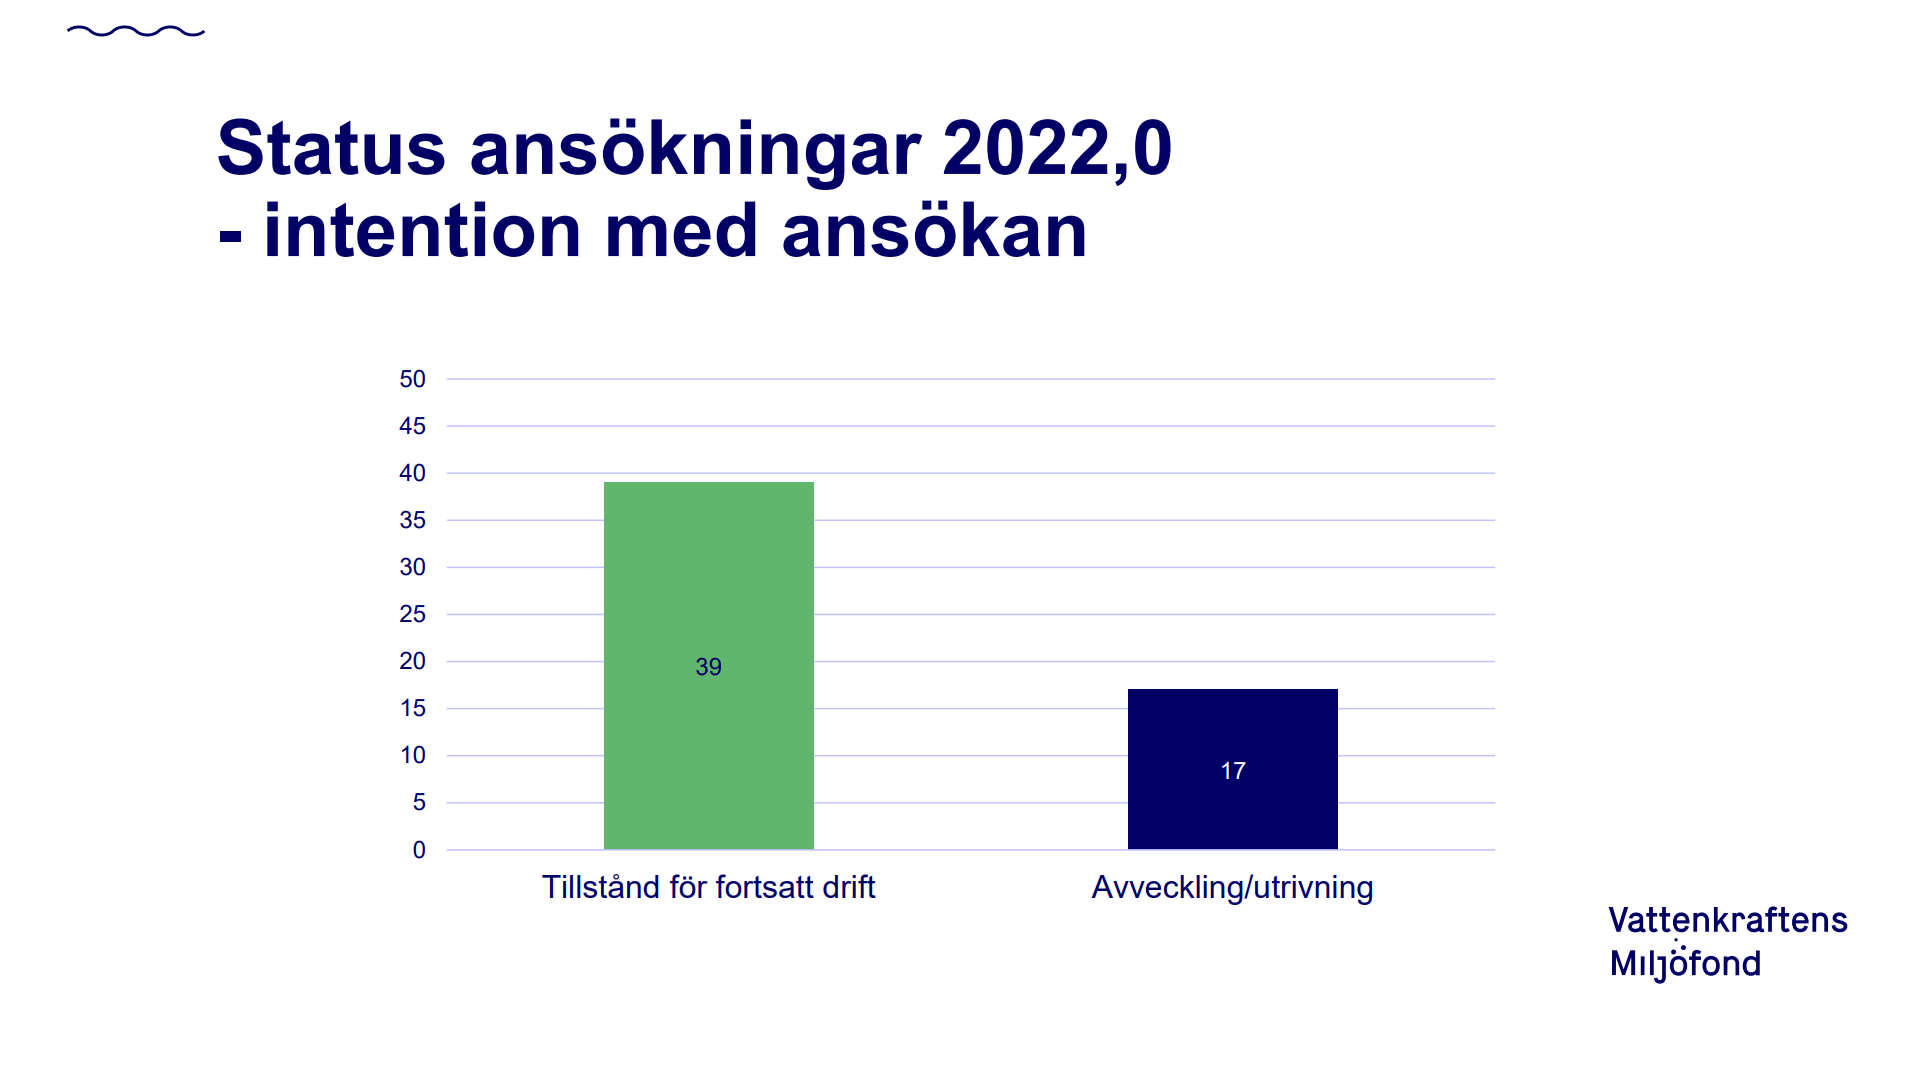 Status ansökningar 2022,0
- intention med ansökan
50
45
40
35
30
25
20
15
10
5
0
39
17
Tillstånd för fortsatt drift
Avveckling/utrivning
Vattenkraftens
Miljöfond